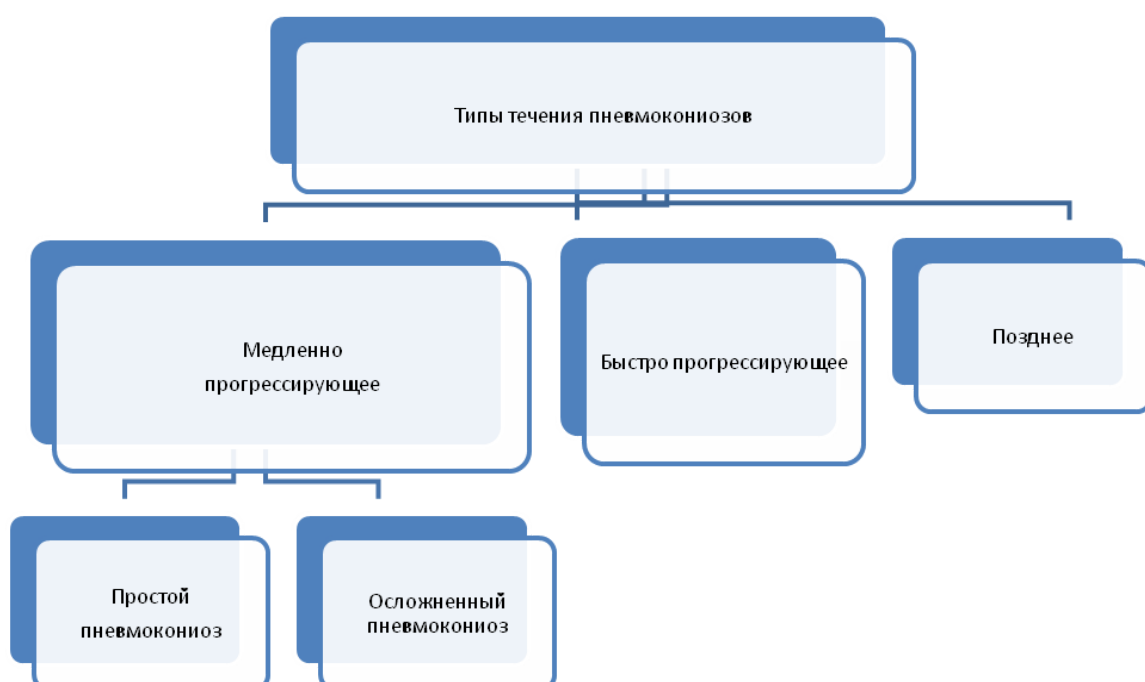 Типы течения пневмокониозов
Медленно
прогрессирующее
Быстро прогрессирующее
Позднее
Простой
пневмокониоз
Осложненный
пневмокониоз